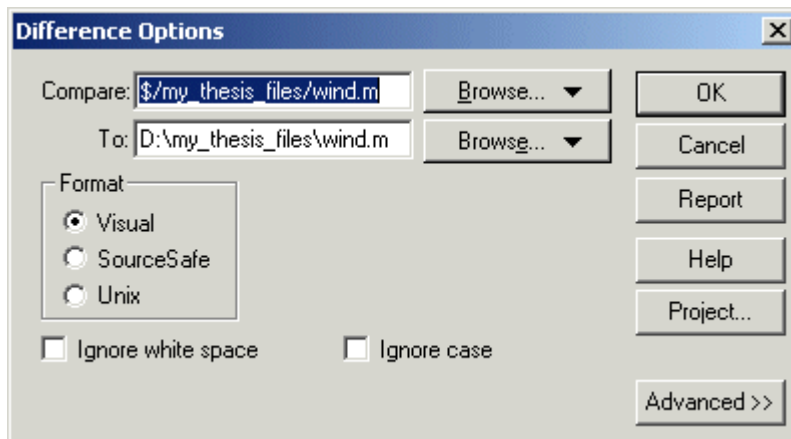 Difference Options
Compare: $/my_thesis_files/wind.m Browse... OK
To: D:\my_thesis_files\wind.m Browse... Cancel
Format
Visual
SourceSafe
Unix
Report
Help
Project...
Ignore white space Ignore case
Advanced >>